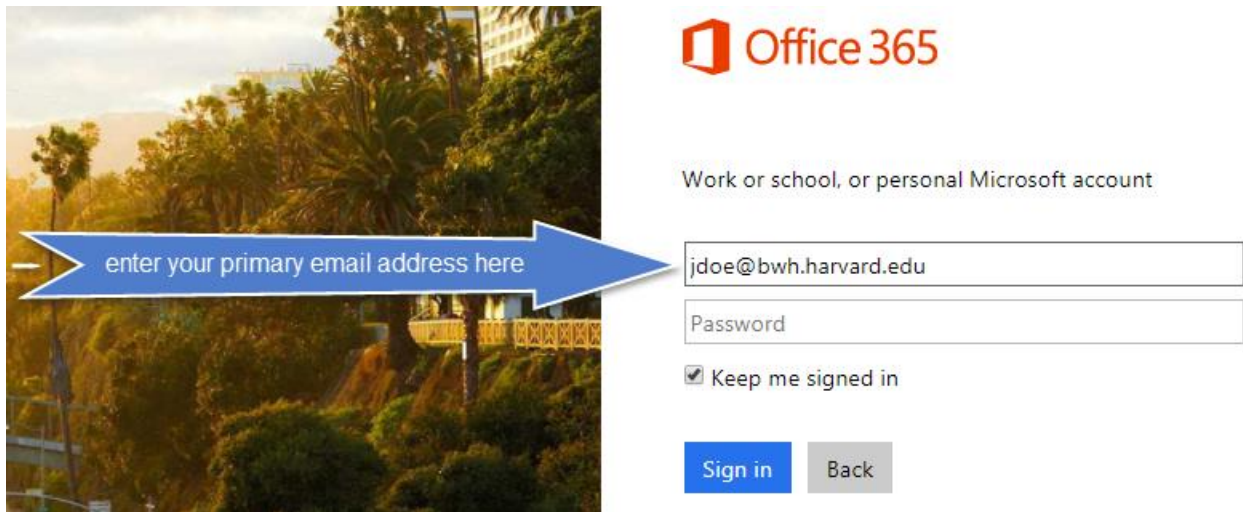 Office 365
Work or school, or personal Microsoft account
enter your primary email address here
jdoe@bwh.harvard.edu
Password
Keep me signed in
Sign in
Back